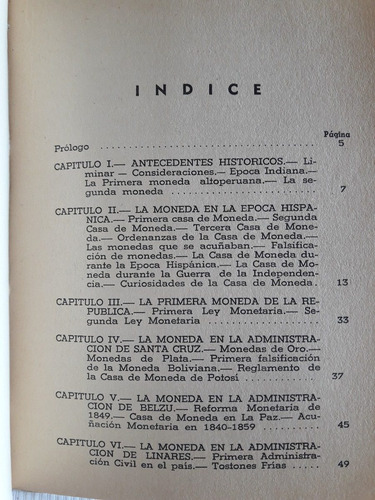 INDICE
Página
Prólogo 5
CAPITULO I.— ANTECEDENTES HISTORICOS.— Li-
minar — Consideraciones.— Epoca Indiana.—
La Primera moneda altoperuana.— La se-
gunda moneda 7
CAPITULO II.— LA MONEDA EN LA EPOCA HISPA-
NICA.— Primera casa de Moneda.— Segunda
Casa de Moneda.— Tercera Casa de Mone-
da.— Ordenanzas de la Casa de Moneda.—
Las monedas que se acuñaban.— Falsifica-
ción de monedas.— La Casa de Moneda du-
rante la Epoca Hispánica.— La Casa de Mo-
neda durante la Guerra de la Independen-
cia.— Curiosidades de la Casa de Moneda. 13
CAPITULO III.— LA PRIMERA MONEDA DE LA RE-
PUBLICA.— Primera Ley Monetaria.— Se-
gunda Ley Monetaria 33
CAPITULO IV.— LA MONEDA EN LA ADMINISTRA-
CION DE SANTA CRUZ.— Monedas de Oro.—
Monedas de Plata.— Primera falsificación
de la Moneda Boliviana.— Reglamento de
la Casa de Moneda de Potosí 37
CAPITULO V.— LA MONEDA EN LA ADMINISTRA-
CION DE BELZU.— Reforma Monetaria de
1849.— Casa de Moneda en La Paz.— Acu-
ñación Monetaria en 1840-1859 45
CAPITULO VI.— LA MONEDA EN LA ADMINISTRA-
CION DE LINARES.— Primera Administra-
ción Civil en el país.— Tostones Frías 49